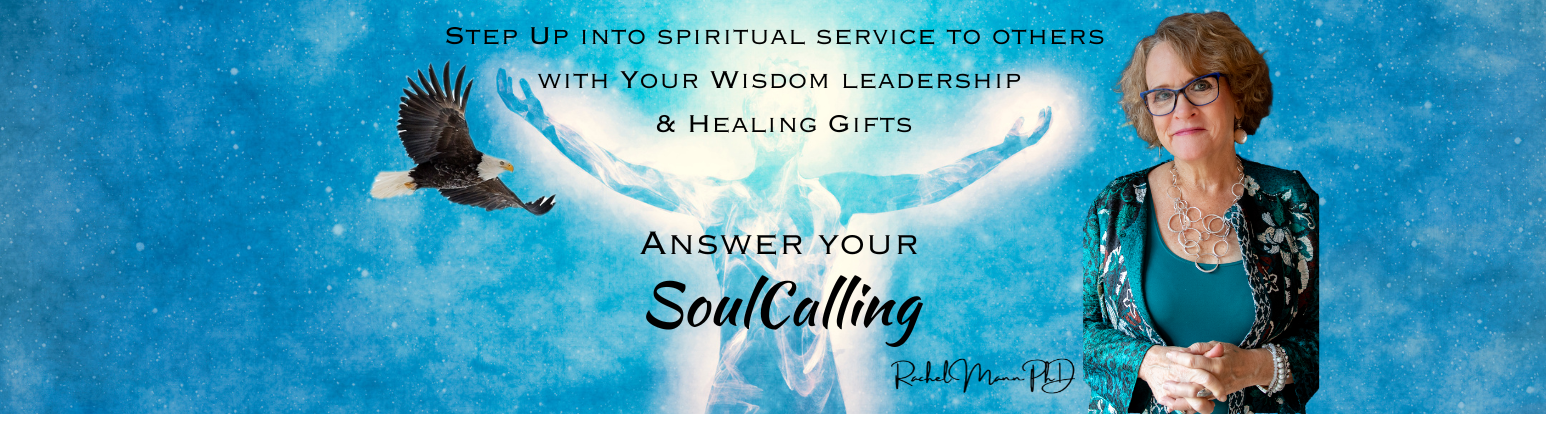 Step Up into spiritual service to others
with Your Wisdom leadership
& Healing Gifts
Answer your
SoulCalling
Rachel Mann PhD